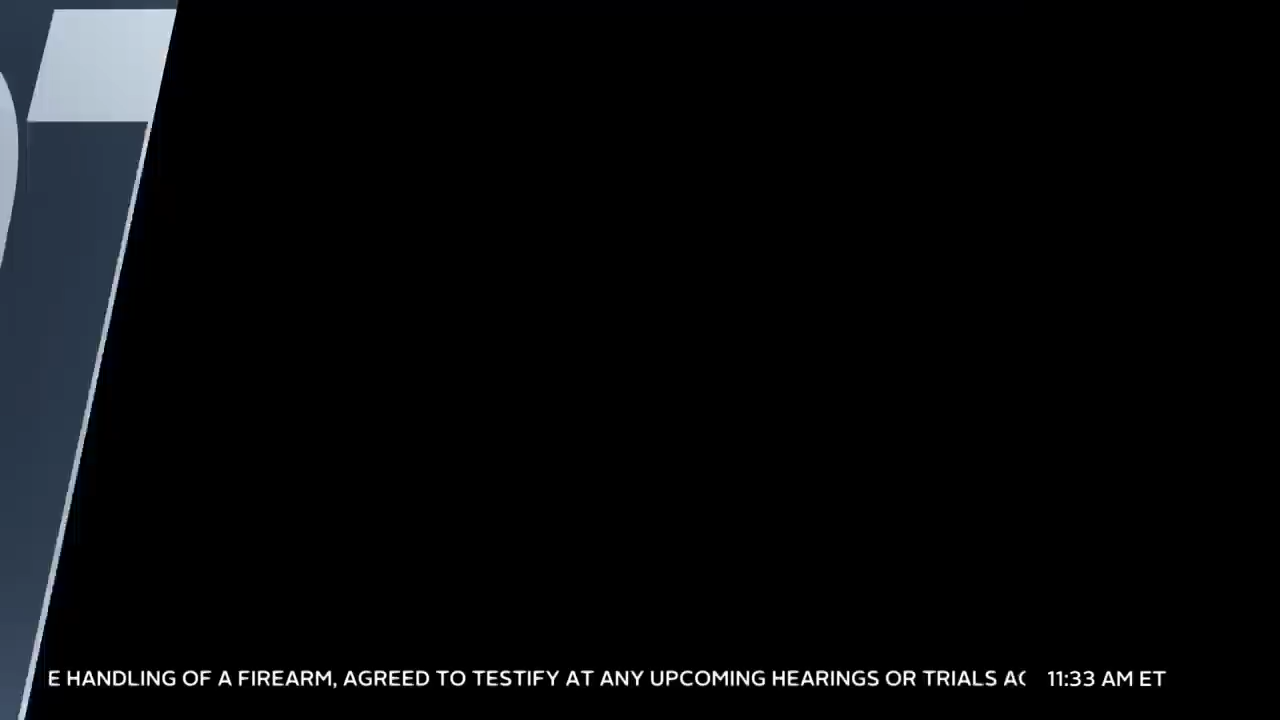 E HANDLING OF A FIREARM, AGREED TO TESTIFY AT ANY UPCOMING HEARINGS OR TRIALS 11:33 AM ET